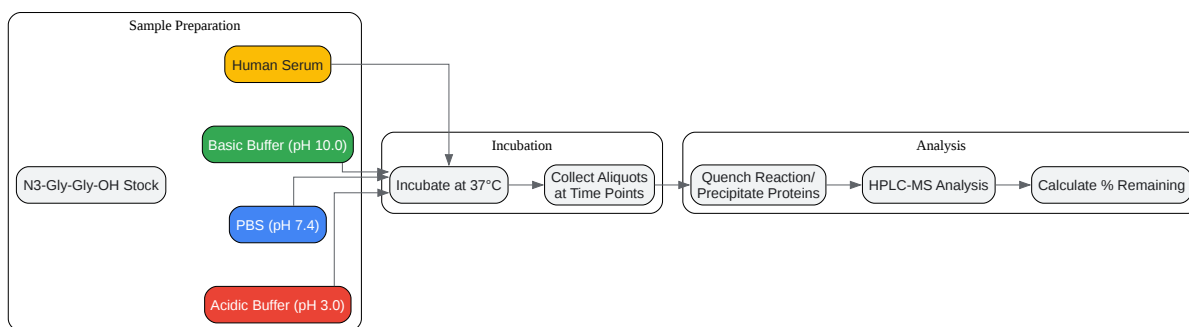 Sample Preparation
Human Serum
Basic Buffer (pH 10.0)
N3-Gly-Gly-OH Stock
PBS (pH 7.4)
Acidic Buffer (pH 3.0)
Incubation
Incubate at 37°C
Collect Aliquots
at Time Points
Analysis
Quench Reaction/
Precipitate Proteins
HPLC-MS Analysis
Calculate % Remaining